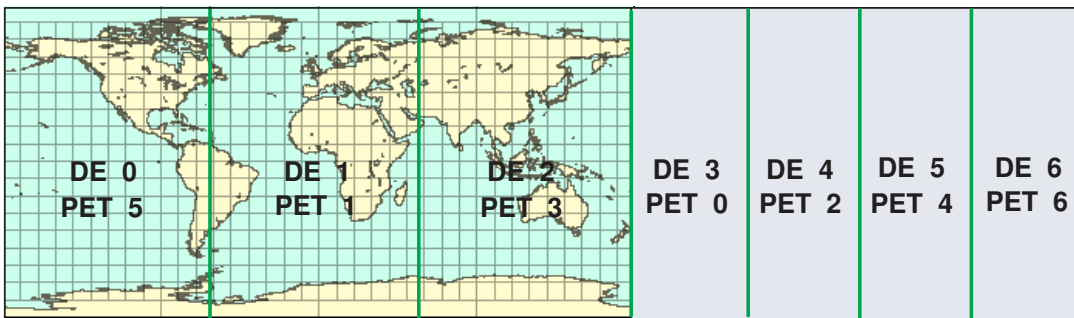 DE 0
PET 5
DE 1
PET 1
DE 2
PET 3
DE 3
PET 0
DE 4
PET 2
DE 5
PET 4
DE 6
PET 6